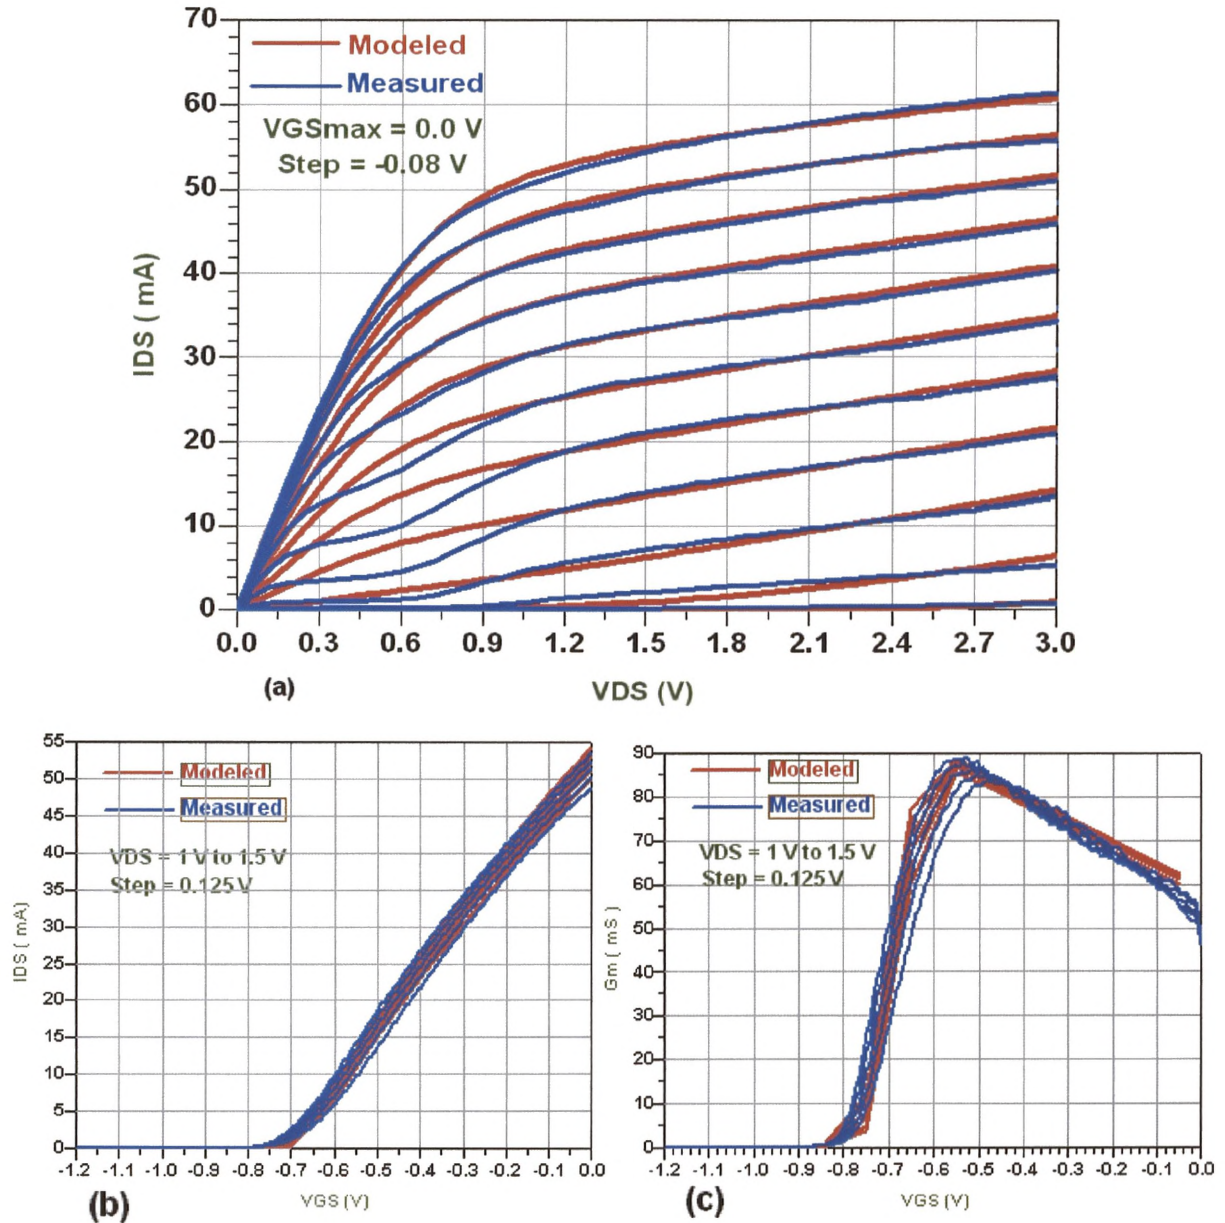 70
60
50
40
30
20
10
0
IDS ( mA)
Modeled
Measured
VGSmax = 0.0 V
Step = -0.08 V
0.0 0.3 0.6 0.9 1.2 1.5 1.8 2.1 2.4 2.7 3.0
(a) VDS (V)
55
50
45
40
35
30
25
20
15
10
5
0
IDS ( mA)
Modeled
Measured
VDS = 1 V to 1.5 V
Step = 0.125 V
-1.2 -1.1 -1.0 -0.9 -0.8 -0.7 -0.6 -0.5 -0.4 -0.3 -0.2 -0.1 0.0
(b) VGS (V)
90
80
70
60
50
40
30
20
10
0
Gm ( mS )
Modeled
Measured
VDS = 1 V to 1.5 V
Step = 0.125 V
-1.2 -1.1 -1.0 -0.9 -0.8 -0.7 -0.6 -0.5 -0.4 -0.3 -0.2 -0.1 0.0
(c) VGS (V)